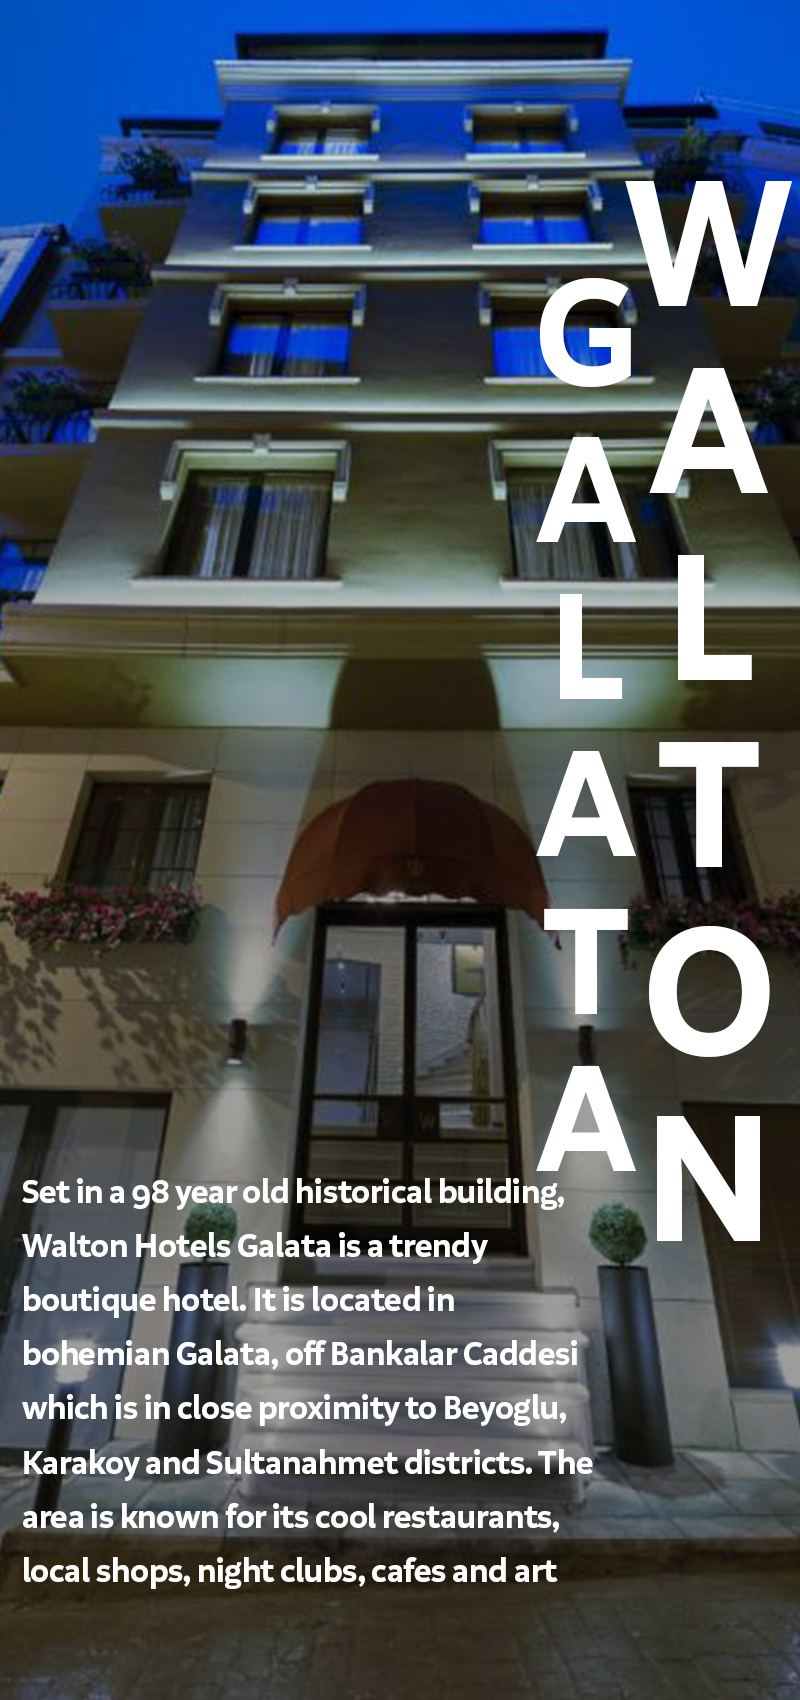 WALTON
GALATA
Set in a 98 year old historical building,
Walton Hotels Galata is a trendy
boutique hotel. It is located in
bohemian Galata, off Bankalar Caddesi
which is in close proximity to Beyoglu,
Karakoy and Sultanahmet districts. The
area is known for its cool restaurants,
local shops, night clubs, cafes and art